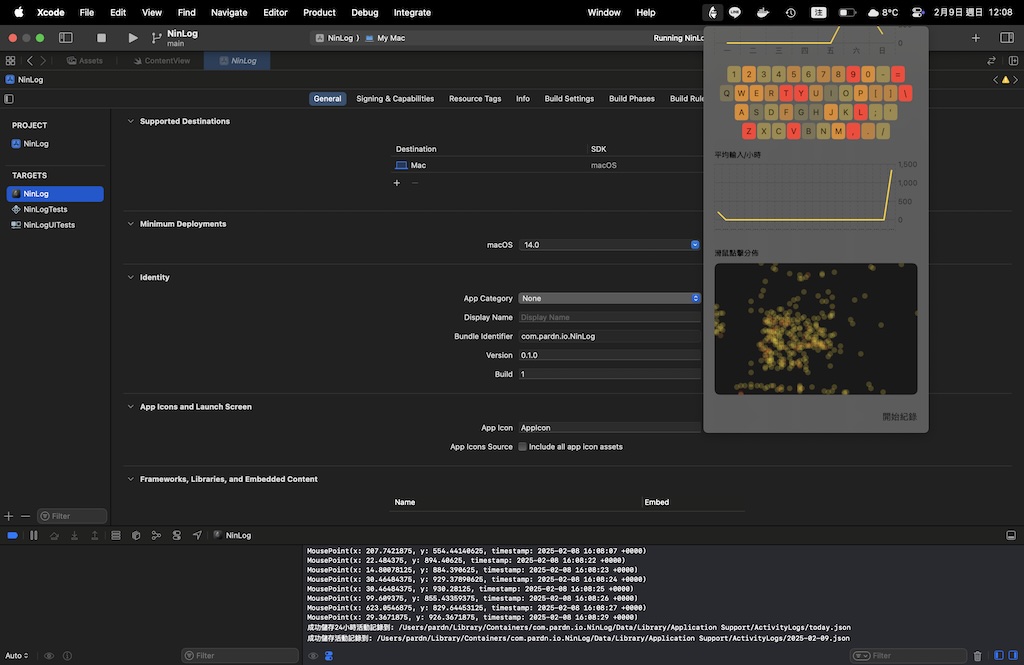 Xcode File Edit View Find Navigate Editor Product Debug Integrate Window Help 注 8°C 2月9日 週日 12:08
NinLog
main
NinLog 〉 My Mac
Running NinLo
Assets ContentView NinLog
NinLog
General Signing & Capabilities Resource Tags Info Build Settings Build Phases Build Rule
PROJECT
NinLog
TARGETS
NinLog
NinLogTests
NinLogUITests
Supported Destinations
Destination SDK
Mac macOS
+ −
Minimum Deployments
macOS 14.0
Identity
App Category None
Display Name Display Name
Bundle Identifier com.pardn.io.NinLog
Version 0.1.0
Build 1
App Icons and Launch Screen
App Icon AppIcon
App Icons Source Include all app icon assets
Frameworks, Libraries, and Embedded Content
Name Embed
0
一 二 三 四 五 六 日
1 2 3 4 5 6 7 8 9 0 - =
Q W E R T Y U I O P [ ] \
A S D F G H J K L ; '
Z X C V B N M , . /
平均輸入/小時
1,500
1,000
500
0
滑鼠點擊分佈
開始紀錄
Filter
NinLog
MousePoint(x: 207.7421875, y: 554.44140625, timestamp: 2025-02-08 16:08:07 +0000)
MousePoint(x: 22.484375, y: 894.40625, timestamp: 2025-02-08 16:08:22 +0000)
MousePoint(x: 14.80078125, y: 884.390625, timestamp: 2025-02-08 16:08:23 +0000)
MousePoint(x: 30.46484375, y: 929.37890625, timestamp: 2025-02-08 16:08:24 +0000)
MousePoint(x: 30.46484375, y: 930.28125, timestamp: 2025-02-08 16:08:25 +0000)
MousePoint(x: 99.609375, y: 855.43359375, timestamp: 2025-02-08 16:08:26 +0000)
MousePoint(x: 623.0546875, y: 829.64453125, timestamp: 2025-02-08 16:08:27 +0000)
MousePoint(x: 29.3671875, y: 926.3671875, timestamp: 2025-02-08 16:08:29 +0000)
成功儲存24小時活動記錄到: /Users/pardn/Library/Containers/com.pardn.io.NinLog/Data/Library/Application Support/ActivityLogs/today.json
成功儲存活動記錄到: /Users/pardn/Library/Containers/com.pardn.io.NinLog/Data/Library/Application Support/ActivityLogs/2025-02-09.json
Auto Filter Filter